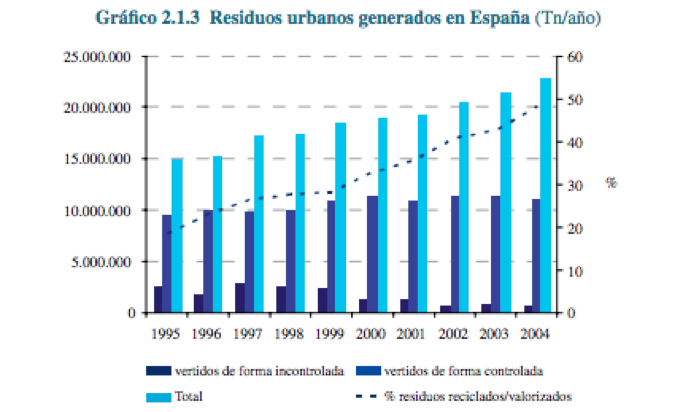 Gráfico 2.1.3 Residuos urbanos generados en España (Tn/año)
25.000.000 60
20.000.000 50
40
15.000.000
30 %
10.000.000
20
5.000.000
10
0 0
1995 1996 1997 1998 1999 2000 2001 2002 2003 2004
vertidos de forma incontrolada vertidos de forma controlada
Total % residuos reciclados/valorizados